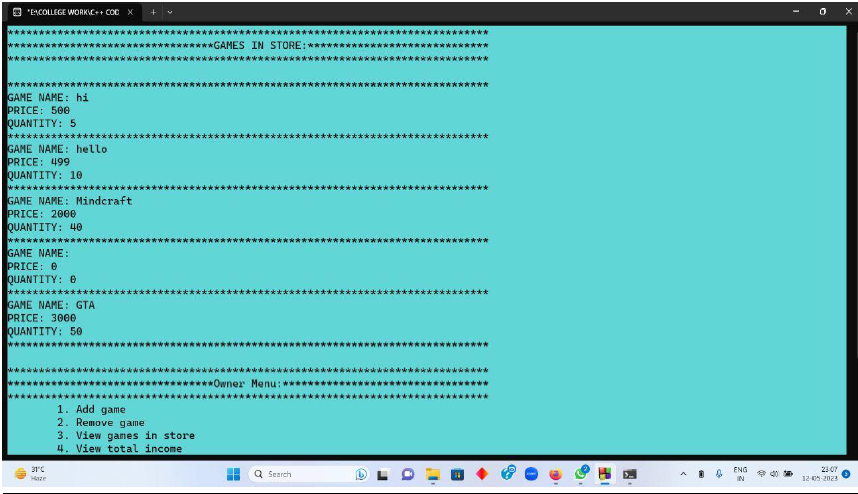 "E:\COLLEGE WORK\C++ COD
*****************************************************************************
*********************************GAMES IN STORE:*****************************
*****************************************************************************
*****************************************************************************
GAME NAME: hi
PRICE: 500
QUANTITY: 5
*****************************************************************************
GAME NAME: hello
PRICE: 499
QUANTITY: 10
*****************************************************************************
GAME NAME: Mindcraft
PRICE: 2000
QUANTITY: 40
*****************************************************************************
GAME NAME:
PRICE: 0
QUANTITY: 0
*****************************************************************************
GAME NAME: GTA
PRICE: 3000
QUANTITY: 50
*****************************************************************************
*****************************************************************************
*********************************Owner Menu:*********************************
*****************************************************************************
1. Add game
2. Remove game
3. View games in store
4. View total income
31°C
Haze
Search
ENG
IN
23:07
12-05-2023